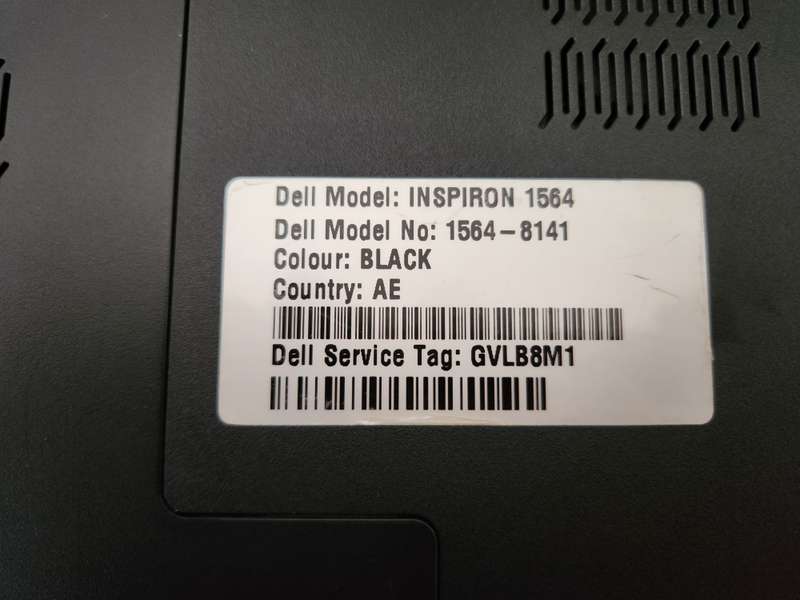 Dell Model: INSPIRON 1564
Dell Model No: 1564-8141
Colour: BLACK
Country: AE
Dell Service Tag: GVLB8M1